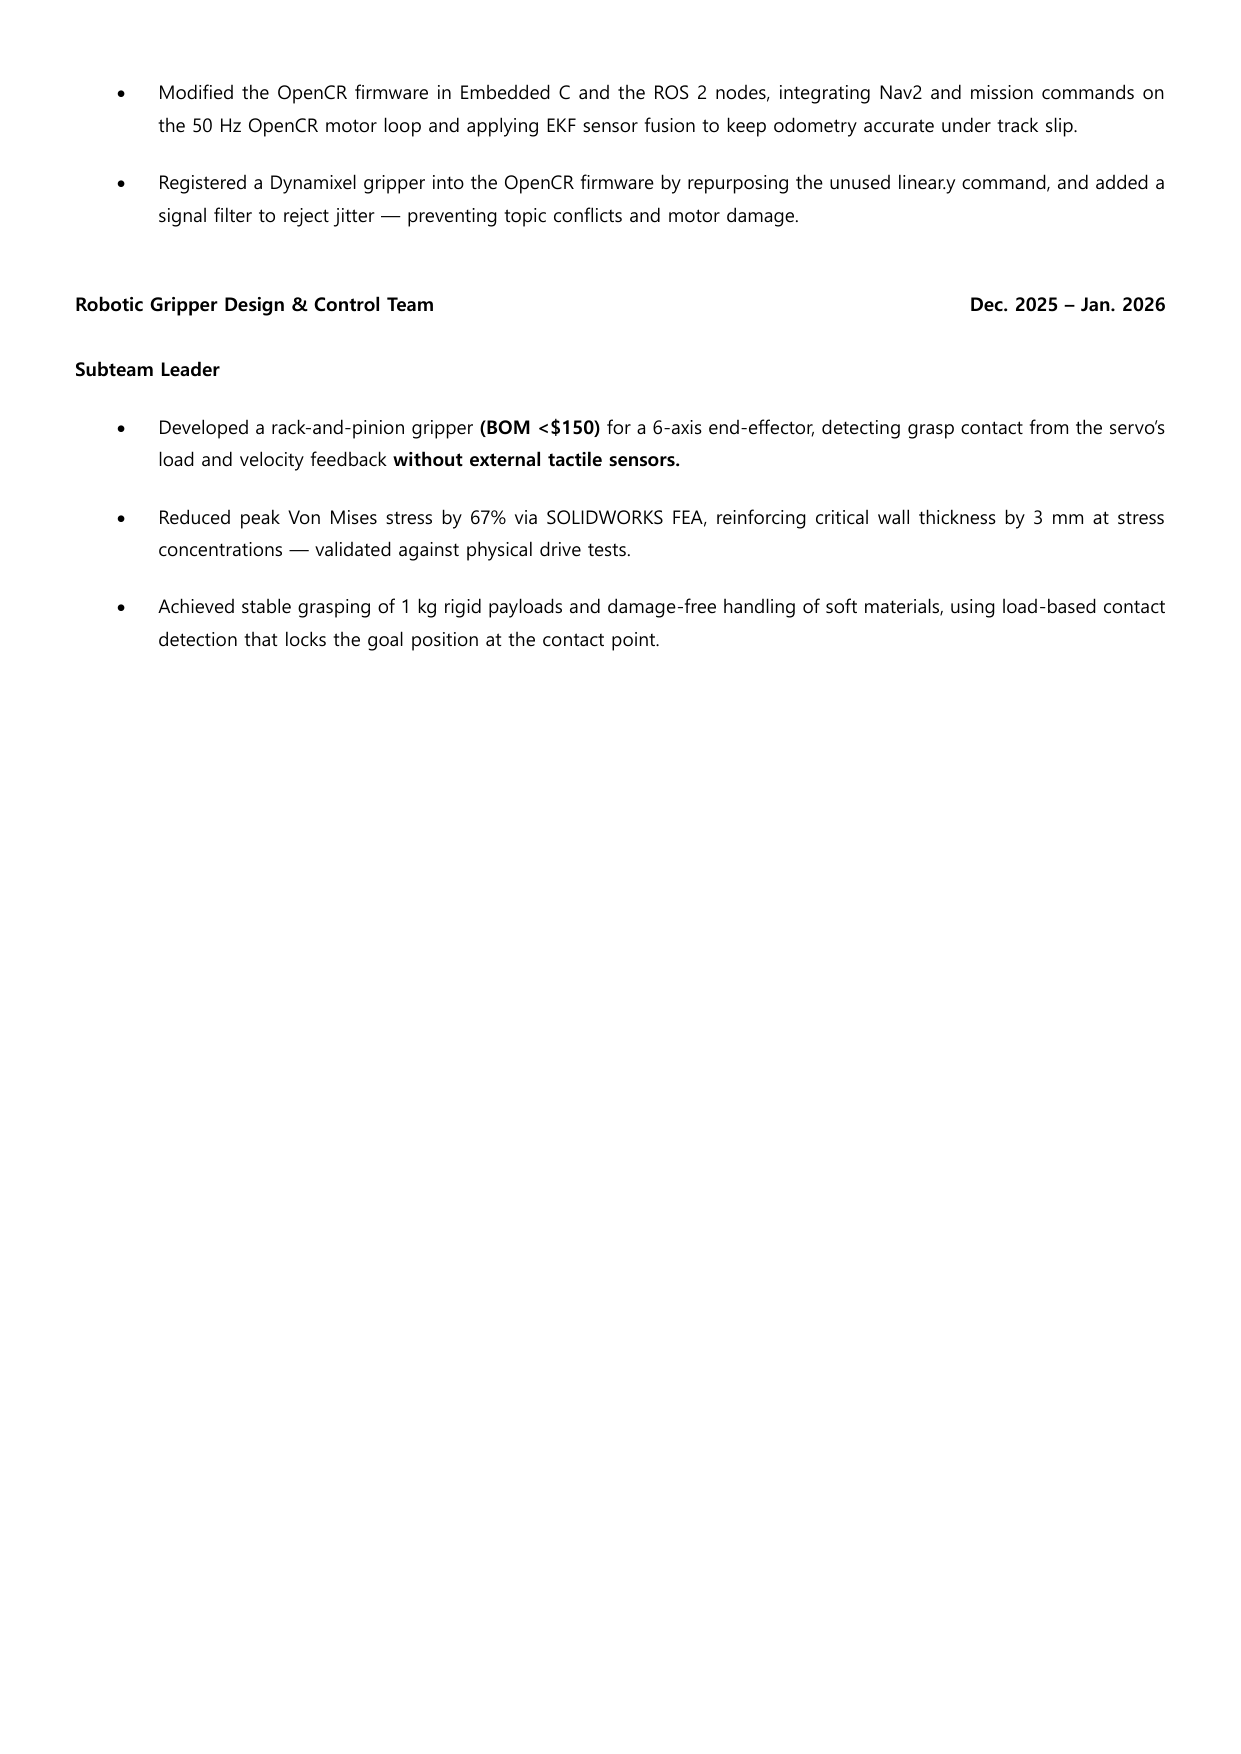 • Modified the OpenCR firmware in Embedded C and the ROS 2 nodes, integrating Nav2 and mission commands on
the 50 Hz OpenCR motor loop and applying EKF sensor fusion to keep odometry accurate under track slip.
• Registered a Dynamixel gripper into the OpenCR firmware by repurposing the unused linear.y command, and added a
signal filter to reject jitter — preventing topic conflicts and motor damage.
Robotic Gripper Design & Control Team Dec. 2025 – Jan. 2026
Subteam Leader
• Developed a rack-and-pinion gripper (BOM <$150) for a 6-axis end-effector, detecting grasp contact from the servo’s
load and velocity feedback without external tactile sensors.
• Reduced peak Von Mises stress by 67% via SOLIDWORKS FEA, reinforcing critical wall thickness by 3 mm at stress
concentrations — validated against physical drive tests.
• Achieved stable grasping of 1 kg rigid payloads and damage-free handling of soft materials, using load-based contact
detection that locks the goal position at the contact point.